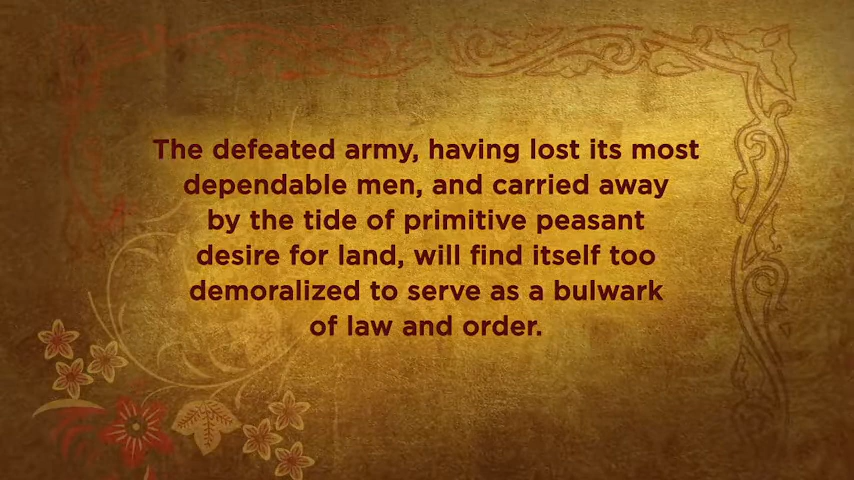 The defeated army, having lost its most
dependable men, and carried away
by the tide of primitive peasant
desire for land, will find itself too
demoralized to serve as a bulwark
of law and order.